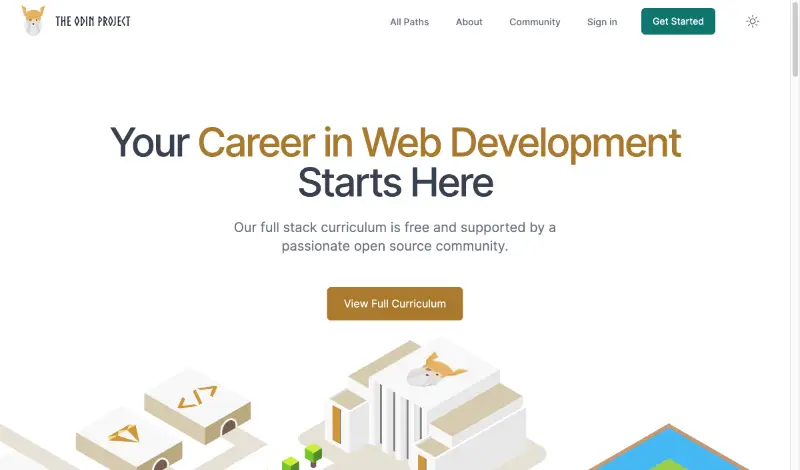 THE ODIN PROJECT
All Paths
About
Community
Sign in
Get Started
Your Career in Web Development
Starts Here
Our full stack curriculum is free and supported by a
passionate open source community.
View Full Curriculum